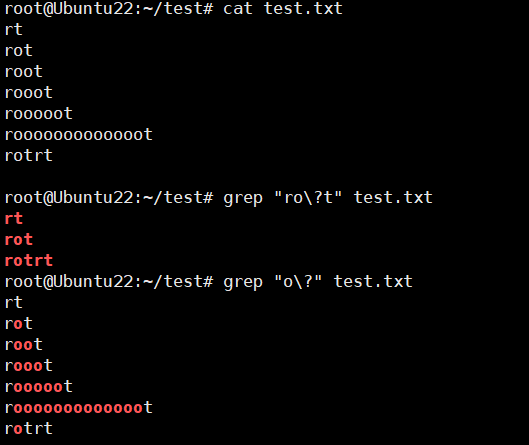 root@Ubuntu22:~/test# cat test.txt
rt
rot
root
rooot
rooooot
rooooooooooooot
rotrt
root@Ubuntu22:~/test# grep "ro\?t" test.txt
rt
rot
rotrt
root@Ubuntu22:~/test# grep "o\?" test.txt
rt
rot
root
rooot
rooooot
rooooooooooooot
rotrt